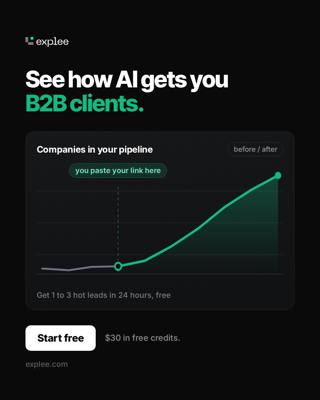 explee
See how AI gets you
B2B clients.
Companies in your pipeline
before / after
you paste your link here
Get 1 to 3 hot leads in 24 hours, free
Start free
$30 in free credits.
explee.com